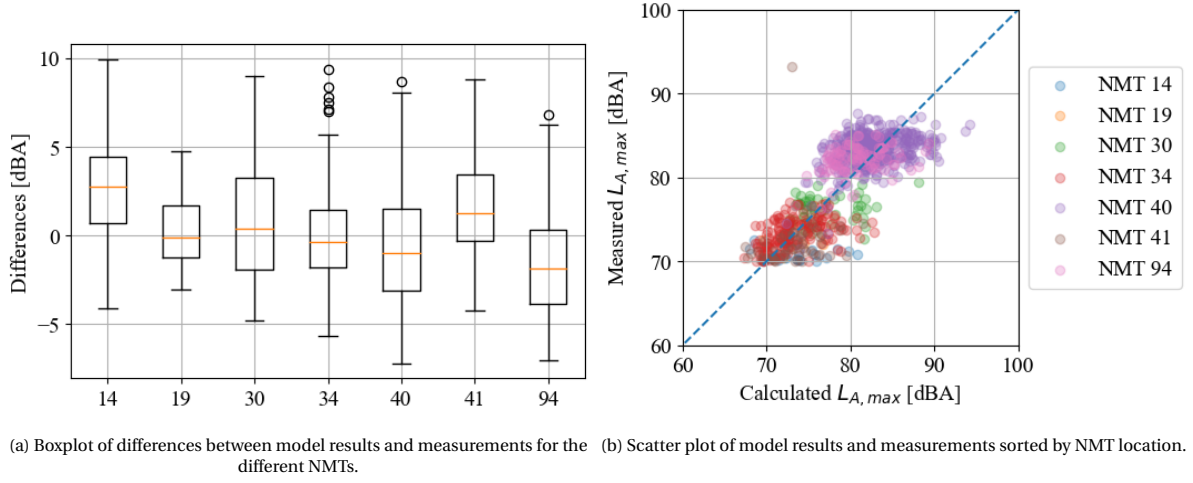 10
5
0
−5
Differences [dBA]
14 19 30 34 40 41 94
(a) Boxplot of differences between model results and measurements for the
different NMTs.
100
90
80
70
60
Measured L_{A, max} [dBA]
60 70 80 90 100
Calculated L_{A, max} [dBA]
NMT 14
NMT 19
NMT 30
NMT 34
NMT 40
NMT 41
NMT 94
(b) Scatter plot of model results and measurements sorted by NMT location.